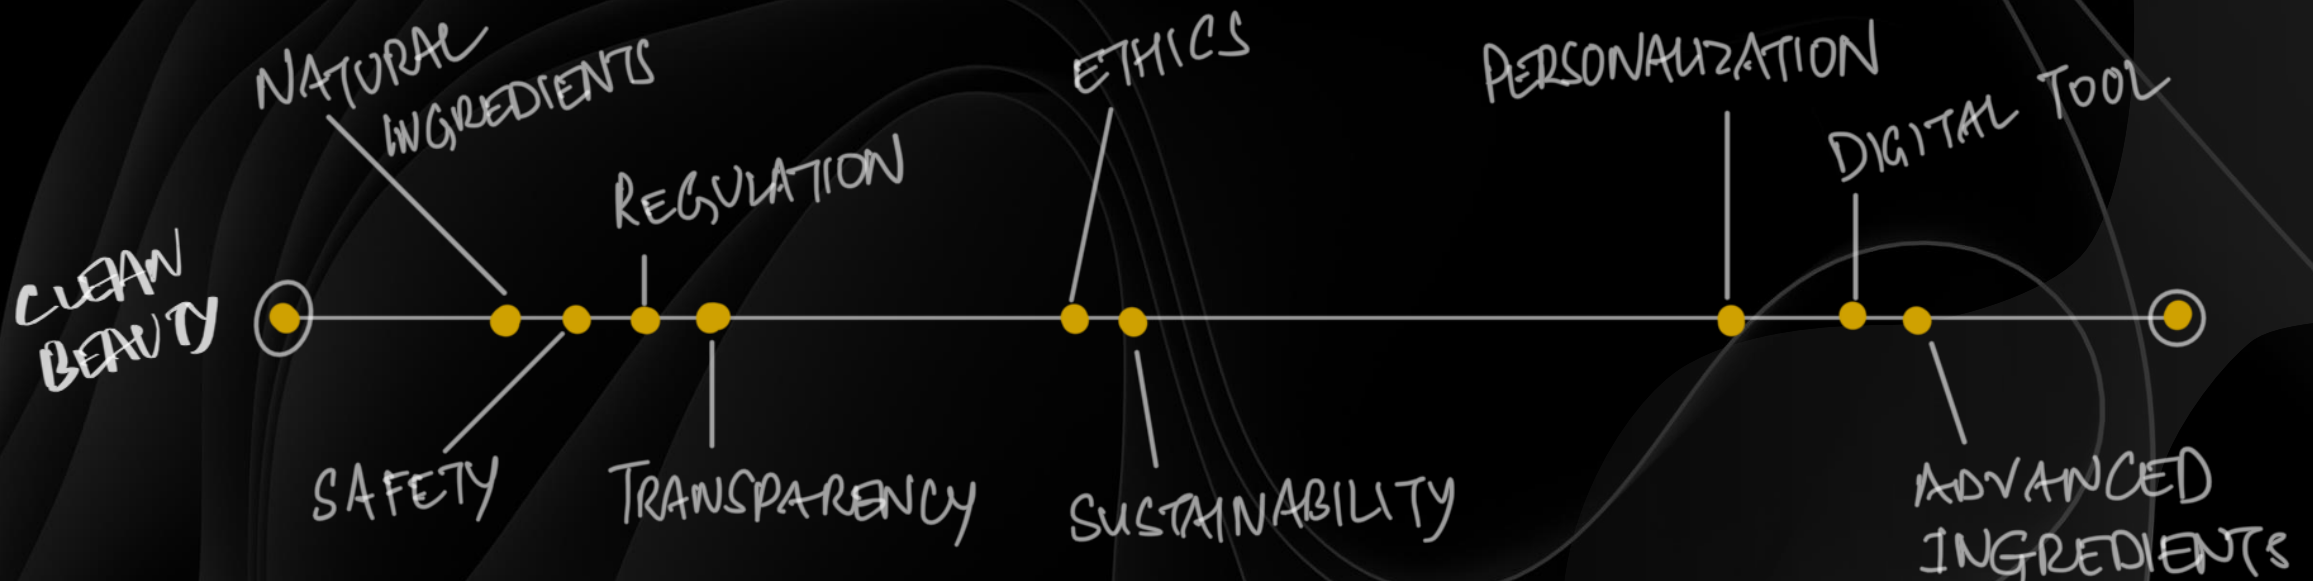 NATURAL
INGREDIENTS
ETHICS
PERSONALIZATION
DIGITAL TOOL
REGULATION
CLEAN
BEAUTY
SAFETY
TRANSPARENCY
SUSTAINABILITY
ADVANCED
INGREDIENTS